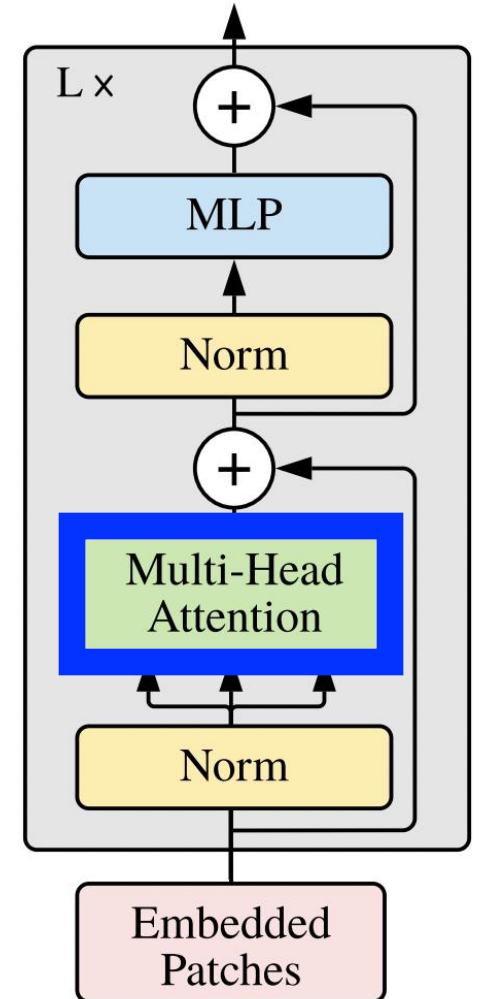 L ×
+
MLP
Norm
+
Multi-Head
Attention
Norm
Embedded
Patches